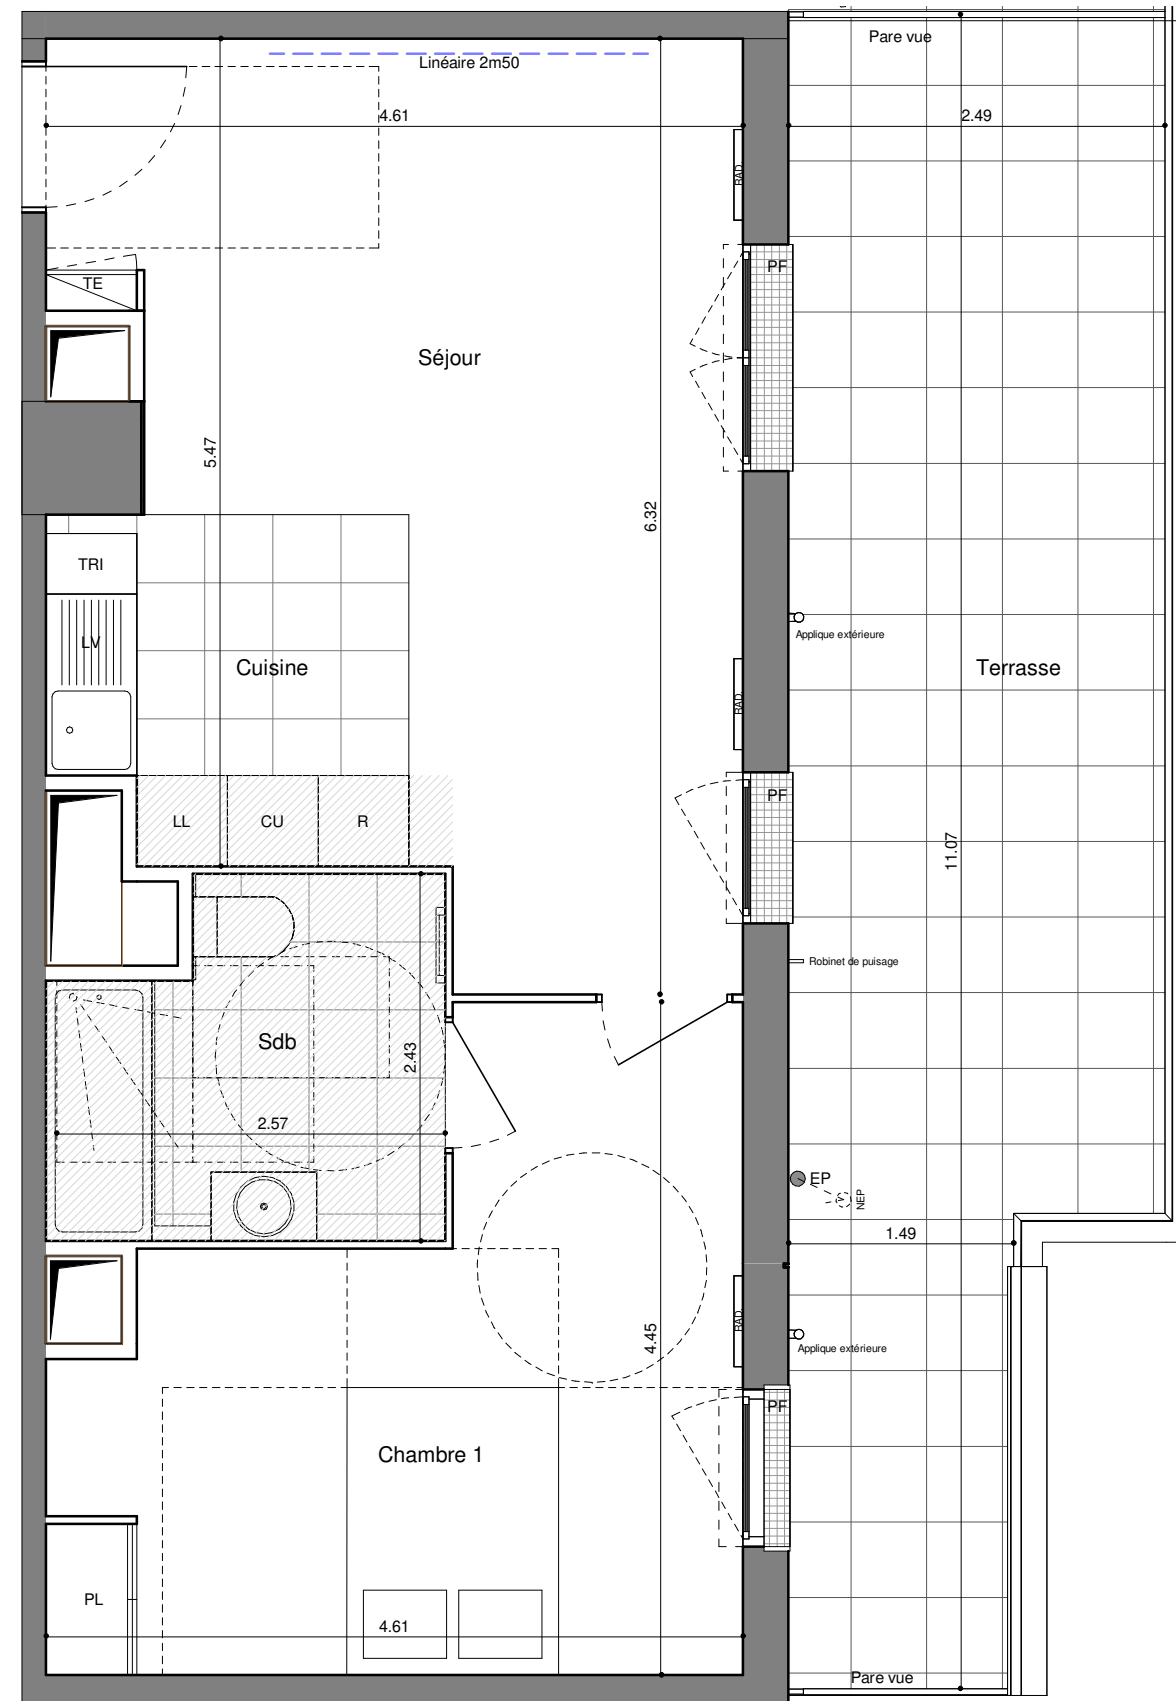 Pare vue
Linéaire 2m50
4.61
2.49
RAD.
PF
TE
Séjour
5.47
6.32
TRI
Applique extérieure
LV
Cuisine
Terrasse
RAD.
PF
LL
CU
R
11.07
Robinet de puisage
Sdb
2.43
2.57
EP
NEP
1.49
RAD.
4.45
Applique extérieure
PF
Chambre 1
PL
4.61
Pare vue